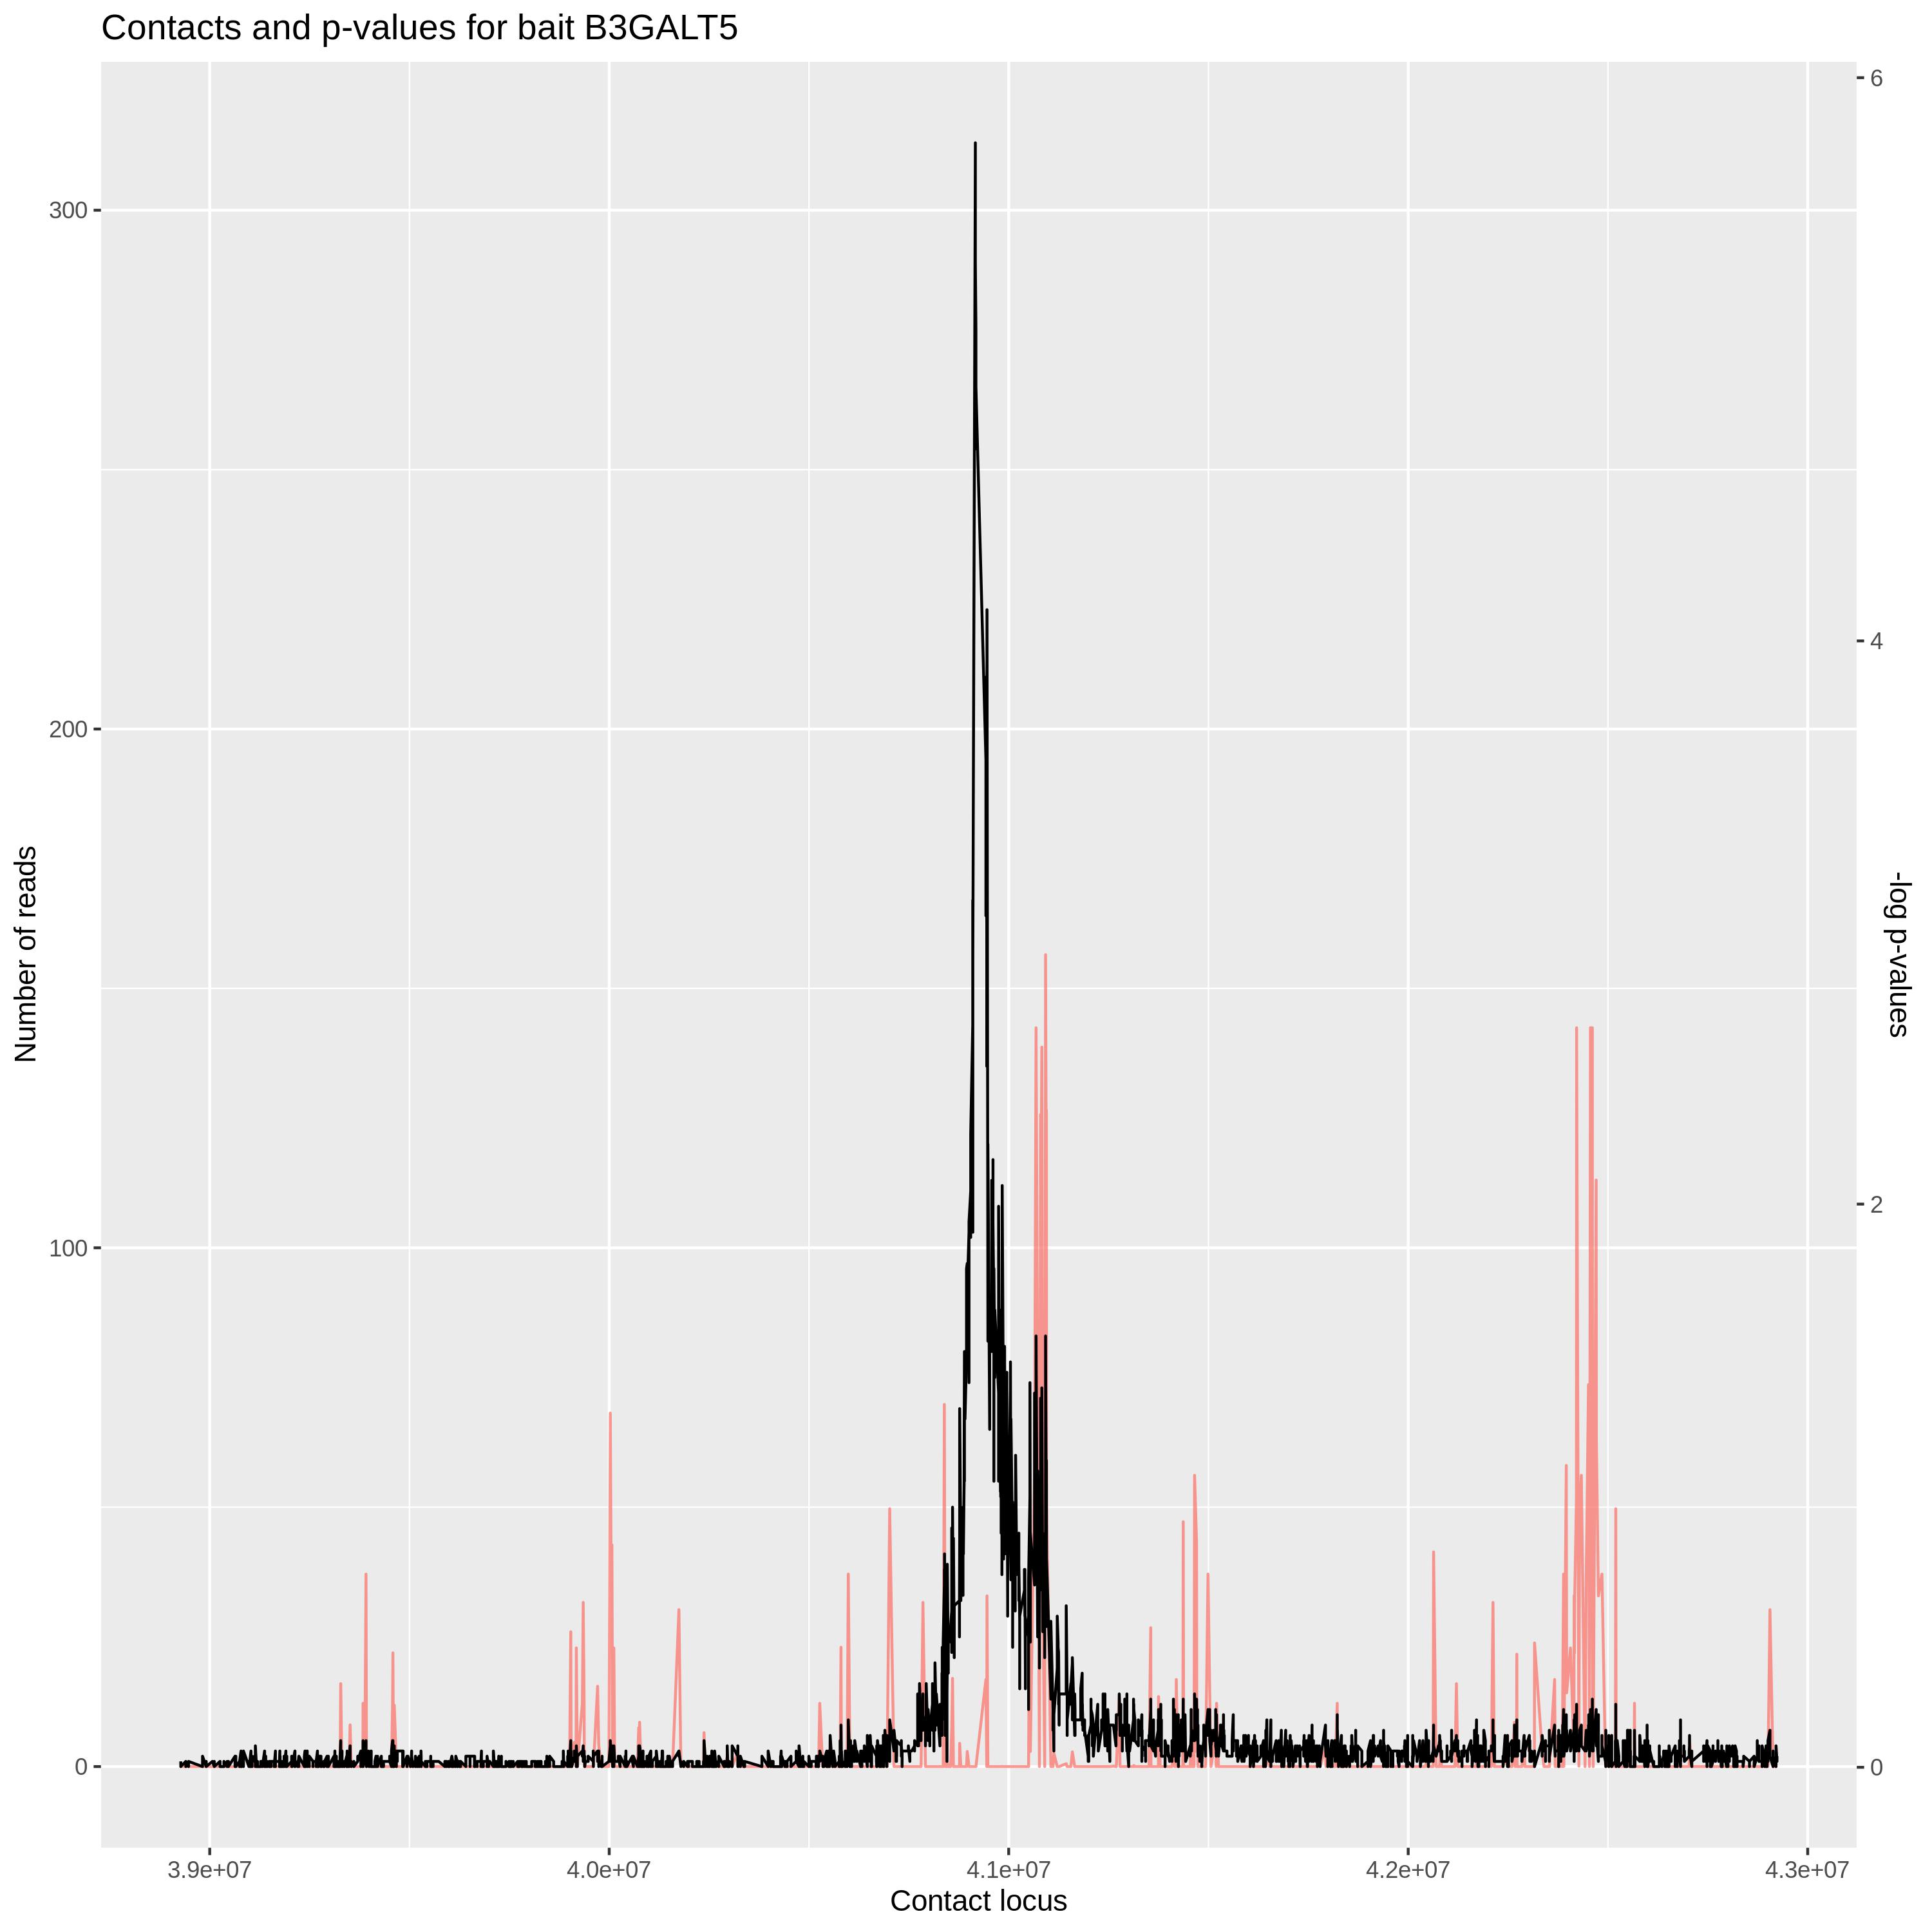 Contacts and p-values for bait B3GALT5
6
300
4
200
Number of reads
-log p-values
2
100
0
0
3.9e+07
4.0e+07
4.1e+07
4.2e+07
4.3e+07
Contact locus